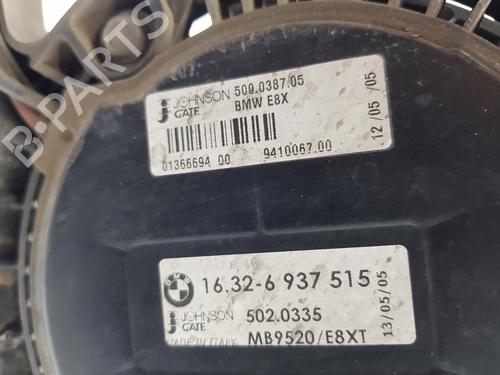 B-PARTS
JOHNSON GATE 500.0387.05
BMW E8X
12/05/05
01366694 00 9410067.00
BMW
16.32-6 937 515
JOHNSON GATE 502.0335
MADE IN ITALY MB9520/E8XT
13/05/05